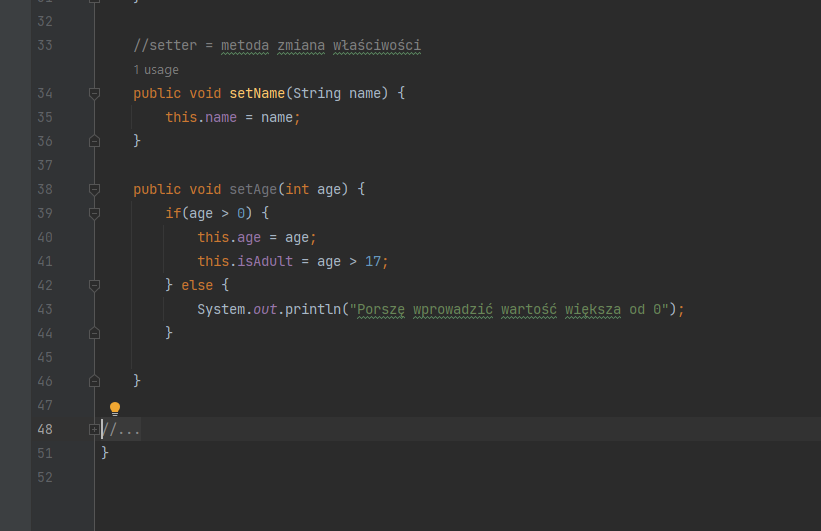 32
33 //setter = metoda zmiana właściwości
1 usage
34 public void setName(String name) {
35 this.name = name;
36 }
37
38 public void setAge(int age) {
39 if(age > 0) {
40 this.age = age;
41 this.isAdult = age > 17;
42 } else {
43 System.out.println("Porszę wprowadzić wartość większa od 0");
44 }
45
46 }
47
48 //...
51 }
52